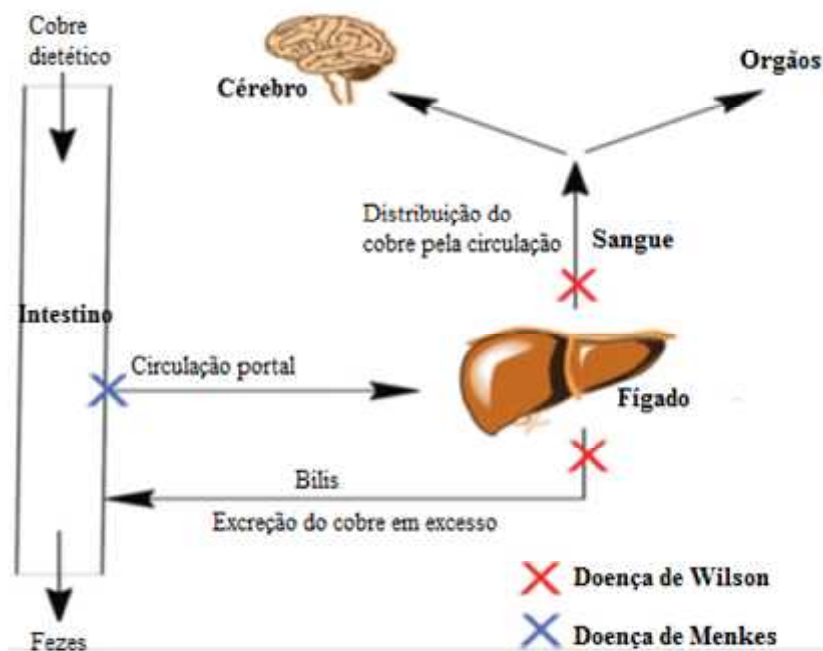 Cobre
dietético
Cérebro
Orgãos
Distribuição do
cobre pela circulação
Sangue
Intestino
Circulação portal
Fígado
Bílis
Excreção do cobre em excesso
Doença de Wilson
Doença de Menkes
Fezes